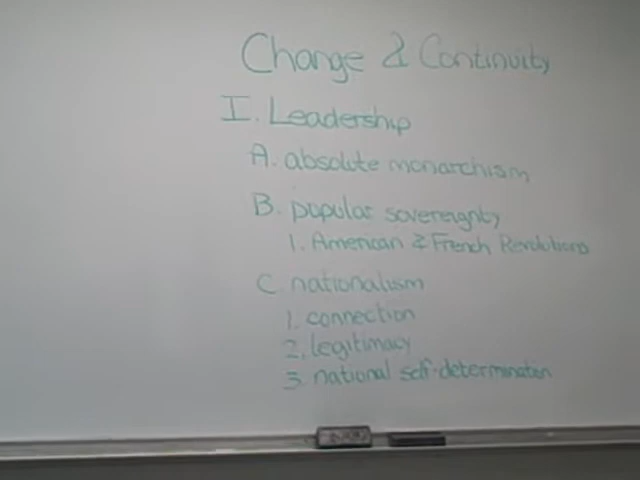 Change & Continuity
I. Leadership
A. absolute monarchism
B. popular sovereignty
1. American & French Revolutions
C. nationalism
1. connection
2. legitimacy
3. national self-determination